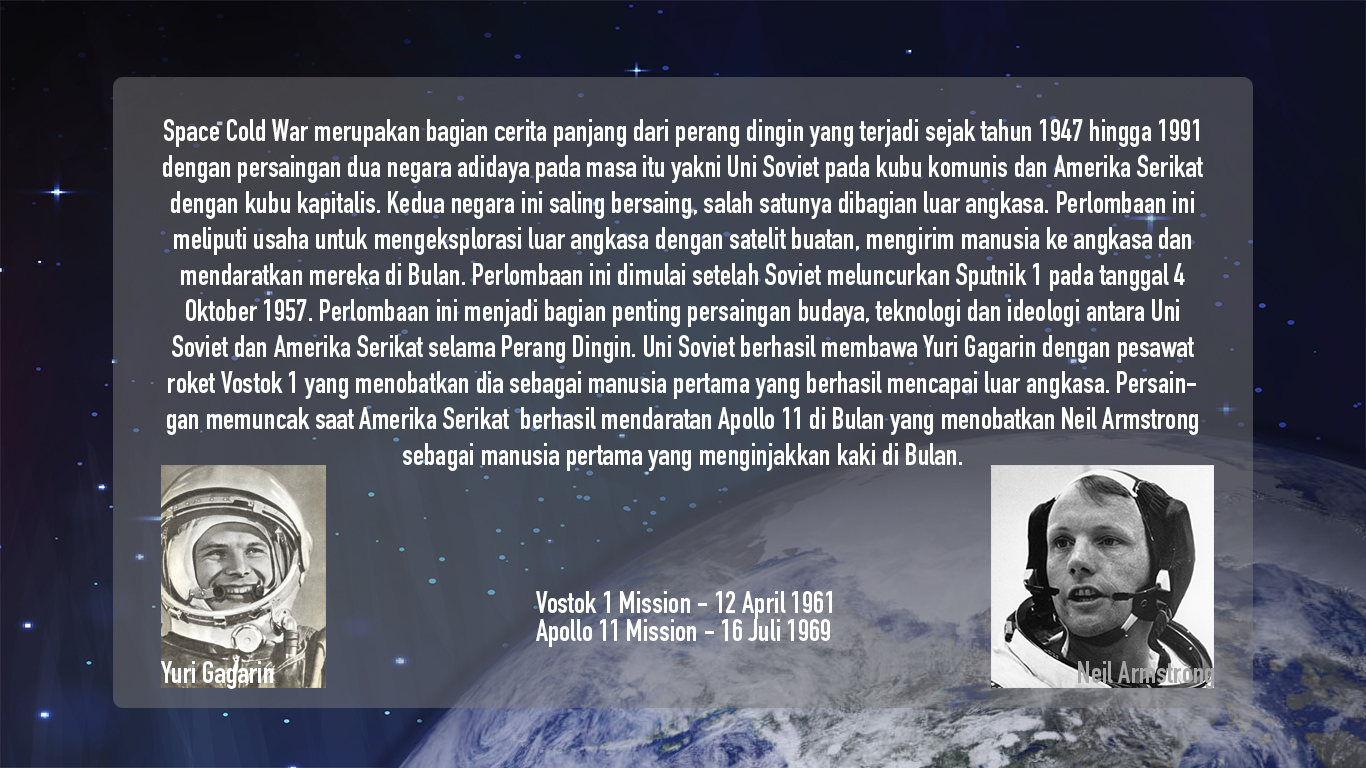 Space Cold War merupakan bagian cerita panjang dari perang dingin yang terjadi sejak tahun 1947 hingga 1991
dengan persaingan dua negara adidaya pada masa itu yakni Uni Soviet pada kubu komunis dan Amerika Serikat
dengan kubu kapitalis. Kedua negara ini saling bersaing, salah satunya dibagian luar angkasa. Perlombaan ini
meliputi usaha untuk mengeksplorasi luar angkasa dengan satelit buatan, mengirim manusia ke angkasa dan
mendaratkan mereka di Bulan. Perlombaan ini dimulai setelah Soviet meluncurkan Sputnik 1 pada tanggal 4
Oktober 1957. Perlombaan ini menjadi bagian penting persaingan budaya, teknologi dan ideologi antara Uni
Soviet dan Amerika Serikat selama Perang Dingin. Uni Soviet berhasil membawa Yuri Gagarin dengan pesawat
roket Vostok 1 yang menobatkan dia sebagai manusia pertama yang berhasil mencapai luar angkasa. Persain-
gan memuncak saat Amerika Serikat  berhasil mendaratan Apollo 11 di Bulan yang menobatkan Neil Armstrong
sebagai manusia pertama yang menginjakkan kaki di Bulan.
Vostok 1 Mission - 12 April 1961
Apollo 11 Mission - 16 Juli 1969
Yuri Gagarin
Neil Armstrong